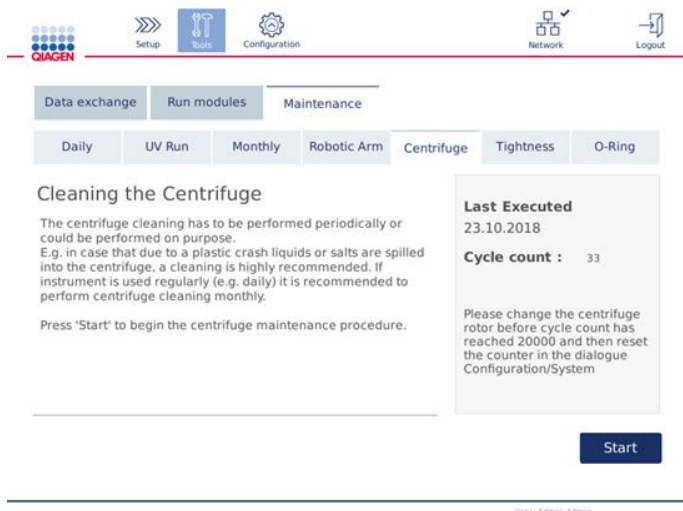 QIAGEN
Setup
Tools
Configuration
Network
Logout
Data exchange
Run modules
Maintenance
Daily
UV Run
Monthly
Robotic Arm
Centrifuge
Tightness
O-Ring
Cleaning the Centrifuge
The centrifuge cleaning has to be performed periodically or
could be performed on purpose.
E.g. in case that due to a plastic crash liquids or salts are spilled
into the centrifuge, a cleaning is highly recommended. If
instrument is used regularly (e.g. daily) it is recommended to
perform centrifuge cleaning monthly.
Press 'Start' to begin the centrifuge maintenance procedure.
Last Executed
23.10.2018
Cycle count : 33
Please change the centrifuge
rotor before cycle count has
reached 20000 and then reset
the counter in the dialogue
Configuration/System
Start